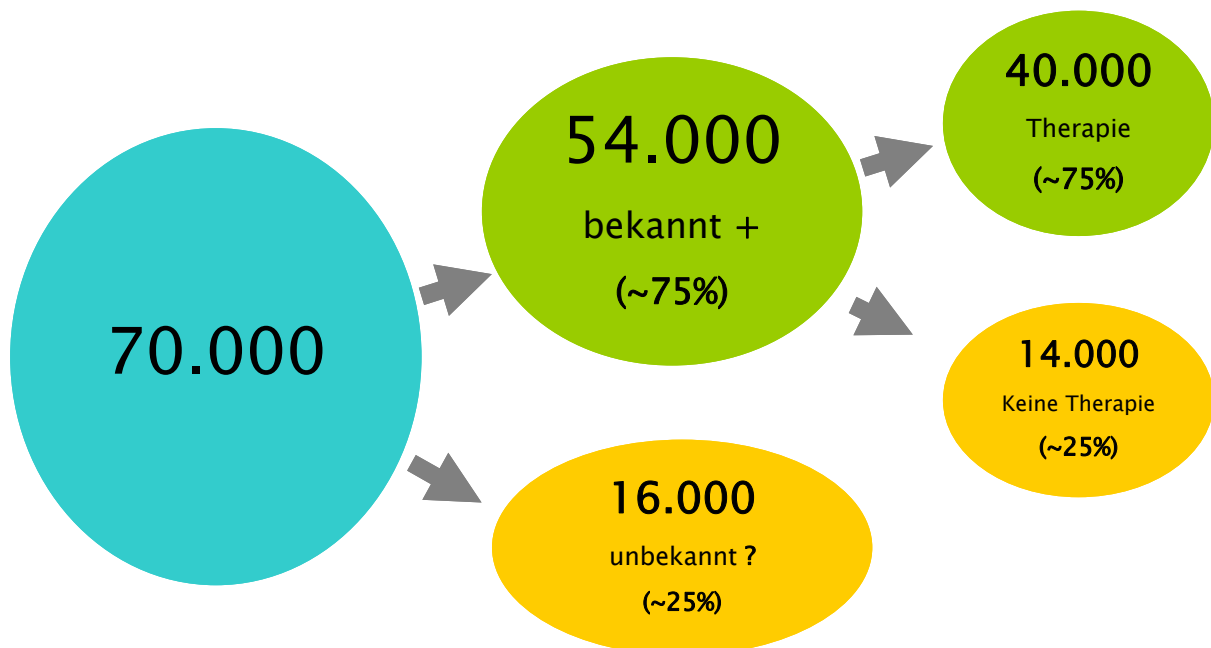 70.000
54.000
bekannt +
(~75%)
16.000
unbekannt ?
(~25%)
40.000
Therapie
(~75%)
14.000
Keine Therapie
(~25%)